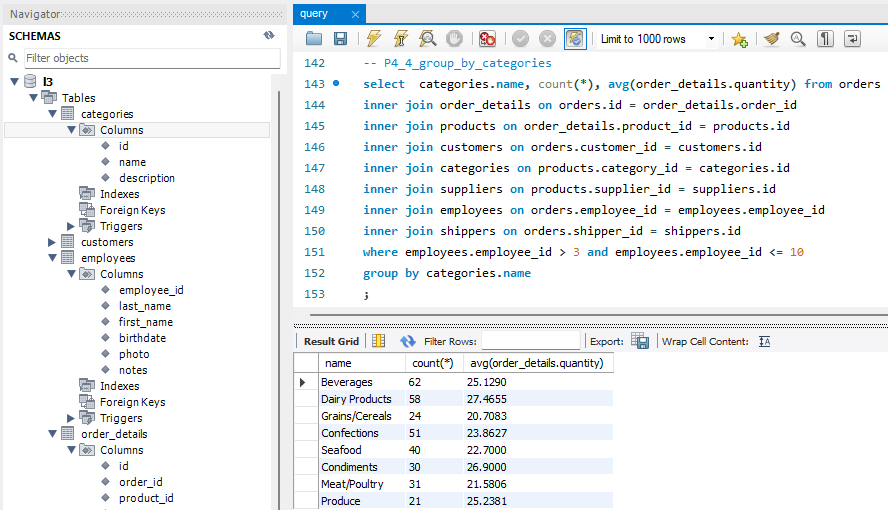 Navigator
SCHEMAS
Filter objects
l3
Tables
categories
Columns
id
name
description
Indexes
Foreign Keys
Triggers
customers
employees
Columns
employee_id
last_name
first_name
birthdate
photo
notes
Indexes
Foreign Keys
Triggers
order_details
Columns
id
order_id
product_id
query
Limit to 1000 rows
142 -- P4_4_group_by_categories
143 select categories.name, count(*), avg(order_details.quantity) from orders
144 inner join order_details on orders.id = order_details.order_id
145 inner join products on order_details.product_id = products.id
146 inner join customers on orders.customer_id = customers.id
147 inner join categories on products.category_id = categories.id
148 inner join suppliers on products.supplier_id = suppliers.id
149 inner join employees on orders.employee_id = employees.employee_id
150 inner join shippers on orders.shipper_id = shippers.id
151 where employees.employee_id > 3 and employees.employee_id <= 10
152 group by categories.name
153 ;
Result Grid Filter Rows: Export: Wrap Cell Content:
name count(*) avg(order_details.quantity)
Beverages 62 25.1290
Dairy Products 58 27.4655
Grains/Cereals 24 20.7083
Confections 51 23.8627
Seafood 40 22.7000
Condiments 30 26.9000
Meat/Poultry 31 21.5806
Produce 21 25.2381